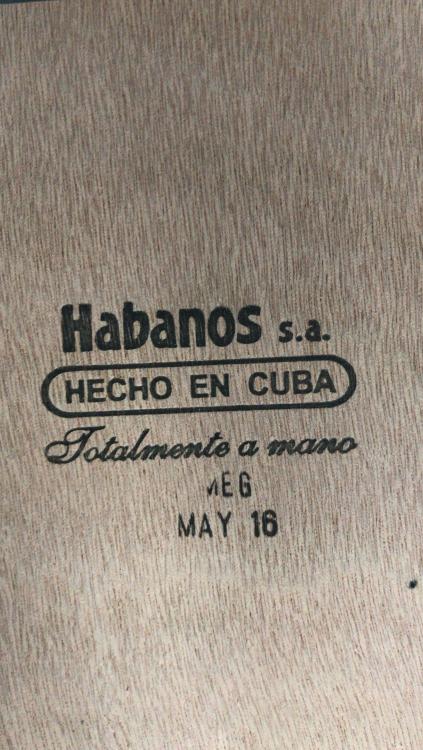 Habanos s.a.
HECHO EN CUBA
Totalmente a mano
MAY 16